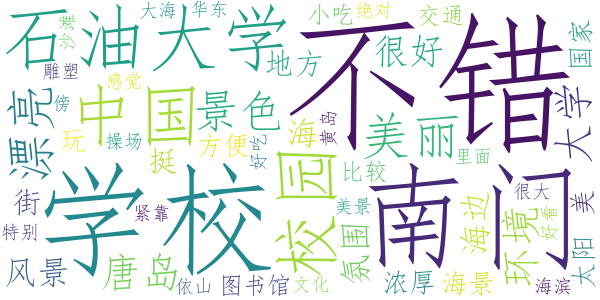 石油大学
大海
华东
沙滩
不错
小吃
绝对
很好
交通
国家
雕塑
感觉
地方
漂亮
傍
中国
景色
玩
操场
挺
方便
好吃
海
黄岛
美丽
里面
大学
学校
校园
比较
南门
很大
美
街
紧靠
特别
美景
氛围
海边
环境
好看
太阳
风景
唐岛
依山
图书馆
文化
浓厚
海景
海滨